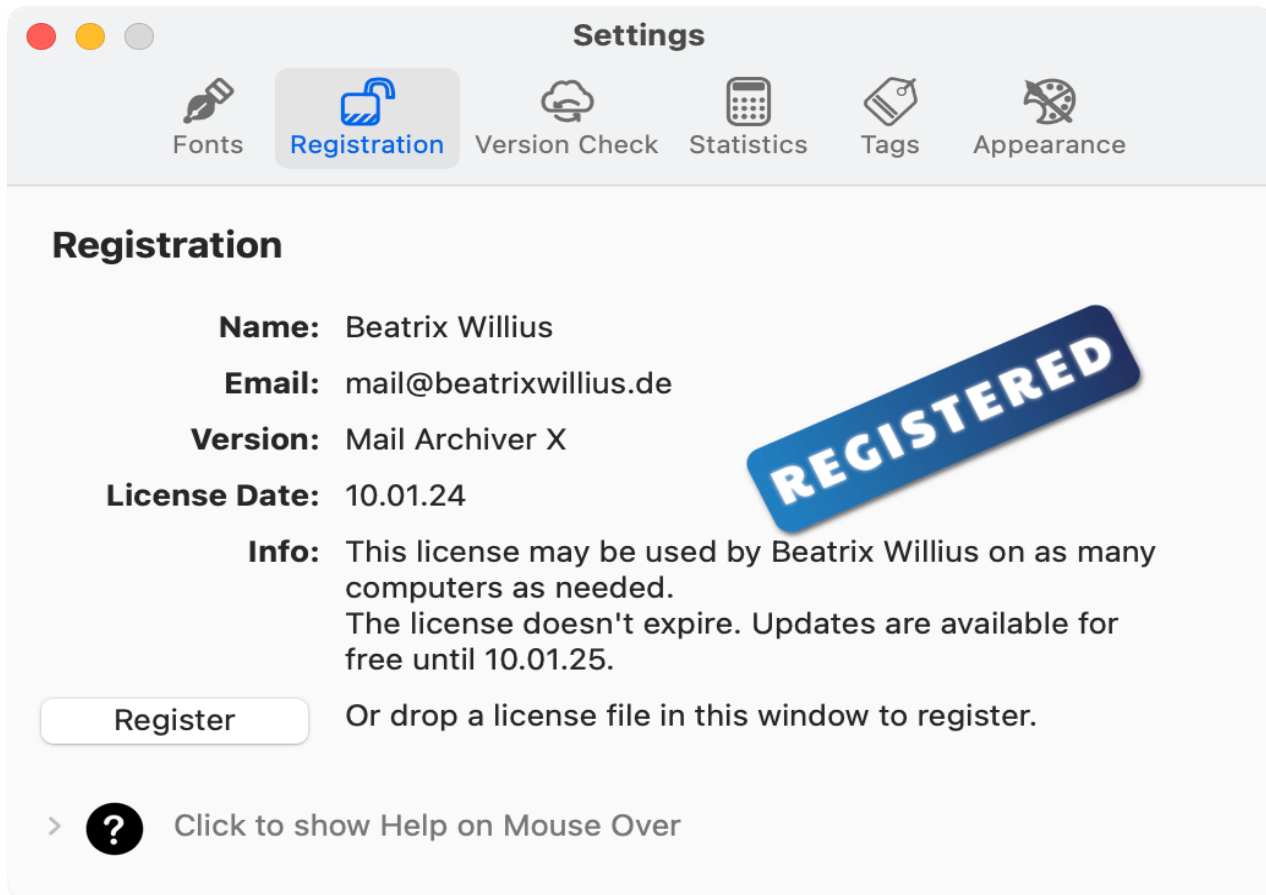 Settings
Fonts
Registration
Version Check
Statistics
Tags
Appearance
Registration
Name: Beatrix Willius
Email: mail@beatrixwillius.de
Version: Mail Archiver X
License Date: 10.01.24
REGISTERED
Info: This license may be used by Beatrix Willius on as many
computers as needed.
The license doesn't expire. Updates are available for
free until 10.01.25.
Register
Or drop a license file in this window to register.
?
Click to show Help on Mouse Over